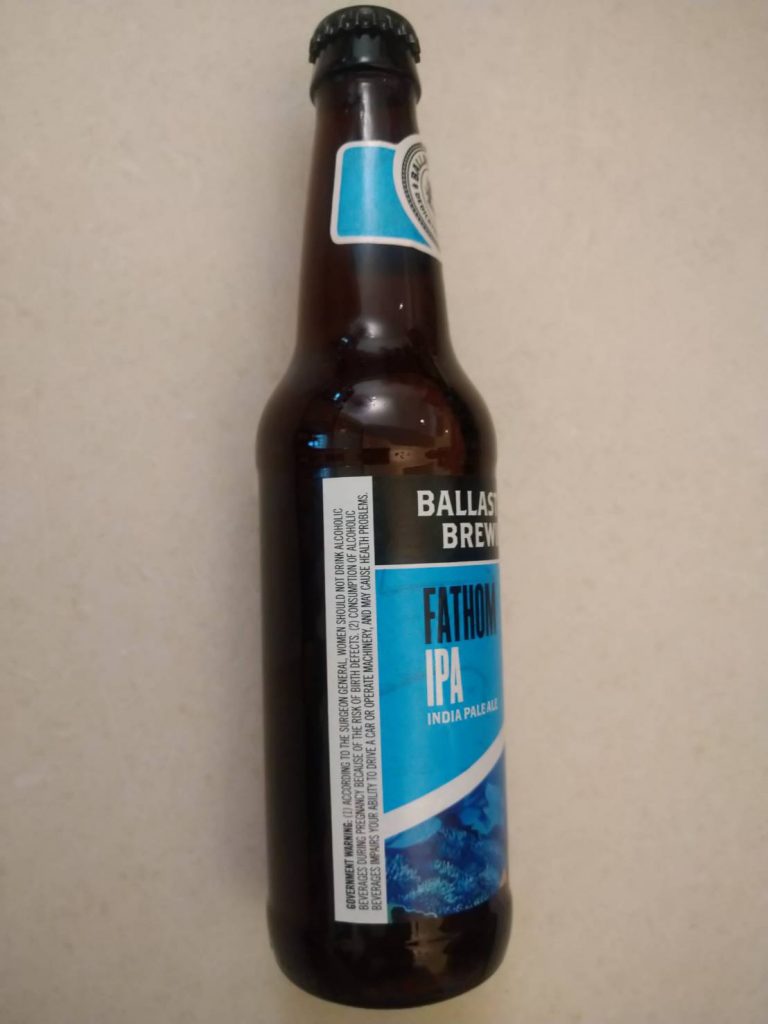 BALLAST
BREW
FATHOM
IPA
INDIA PALE ALE
GOVERNMENT WARNING: (1) ACCORDING TO THE SURGEON GENERAL, WOMEN SHOULD NOT DRINK ALCOHOLIC
BEVERAGES DURING PREGNANCY BECAUSE OF THE RISK OF BIRTH DEFECTS. (2) CONSUMPTION OF ALCOHOLIC
BEVERAGES IMPAIRS YOUR ABILITY TO DRIVE A CAR OR OPERATE MACHINERY, AND MAY CAUSE HEALTH PROBLEMS.